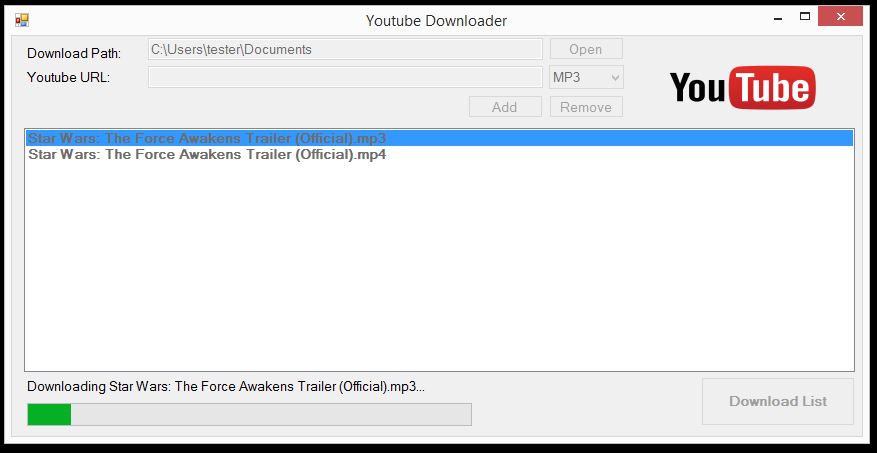 Youtube Downloader
Download Path: C:\Users\tester\Documents Open
Youtube URL: MP3
YouTube
Add Remove
Star Wars: The Force Awakens Trailer (Official).mp3
Star Wars: The Force Awakens Trailer (Official).mp4
Downloading Star Wars: The Force Awakens Trailer (Official).mp3...
Download List